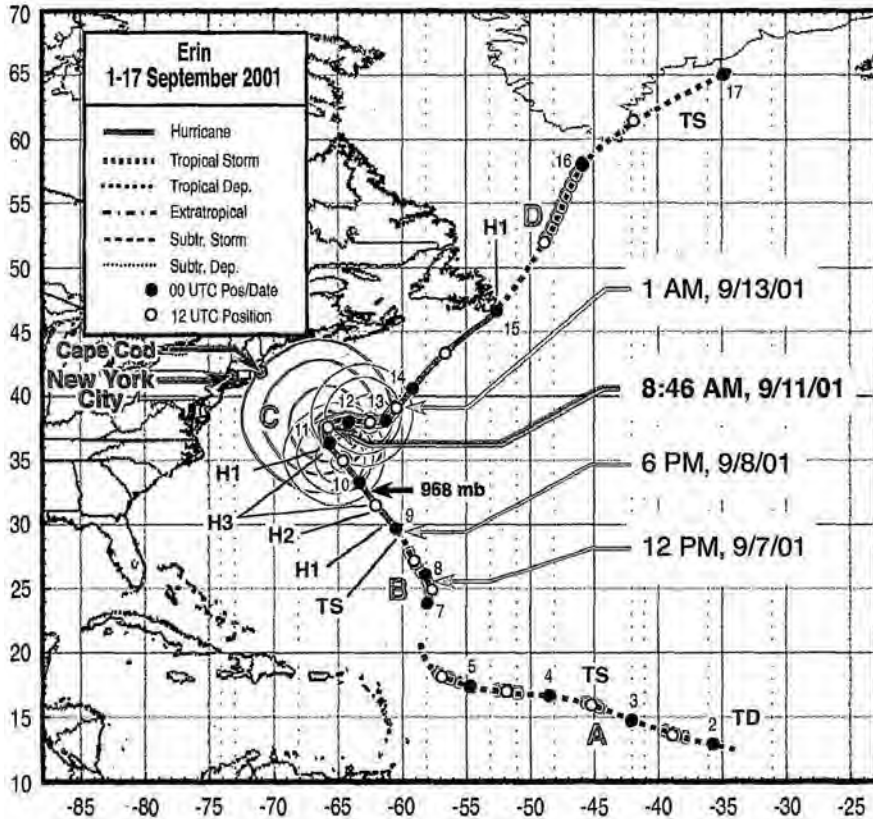 Erin
1-17 September 2001
Hurricane
Tropical Storm
Tropical Dep.
Extratropical
Subtr. Storm
Subtr. Dep.
00 UTC Pos/Date
12 UTC Position
70
65
60
55
50
45
40
35
30
25
20
15
10
-85
-80
-75
-70
-65
-60
-55
-50
-45
-40
-35
-30
-25
17
TS
16
D
H1
15
1 AM, 9/13/01
Cape Cod
New York
City
14
8:46 AM, 9/11/01
C
12
13
11
H1
10
968 mb
6 PM, 9/8/01
H3
H2
9
H1
12 PM, 9/7/01
TS
8
B
7
5
4
TS
3
A
2
TD